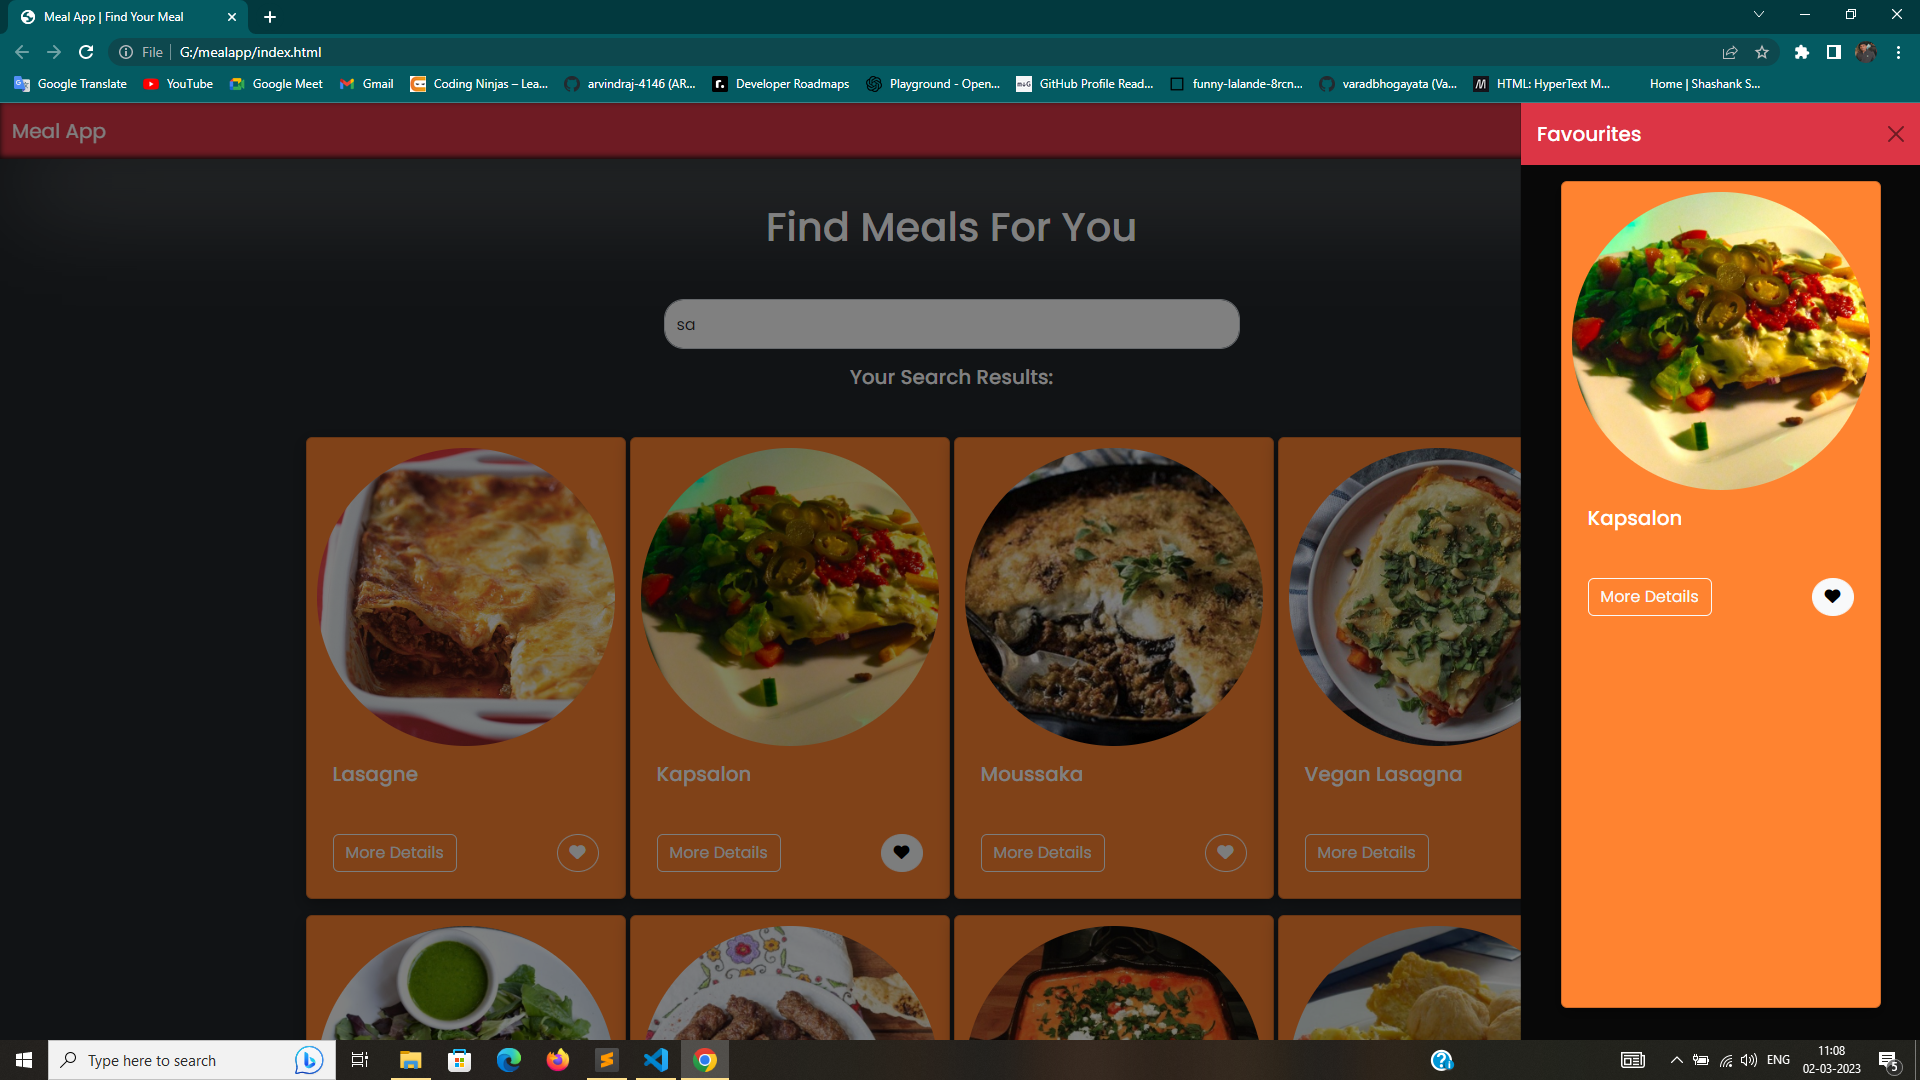 Meal App | Find Your Meal
File
G:/mealapp/index.html
Google Translate
YouTube
Google Meet
Gmail
Coding Ninjas – Lea...
arvindraj-4146 (AR...
Developer Roadmaps
Playground - Open...
GitHub Profile Read...
funny-lalande-8rcn...
varadbhogayata (Va...
HTML: HyperText M...
Home | Shashank S...
Meal App
Favourites
Find Meals For You
sa
Your Search Results:
Kapsalon
More Details
Lasagne
Kapsalon
Moussaka
Vegan Lasagna
More Details
More Details
More Details
More Details
Type here to search
ENG
11:08
02-03-2023
5